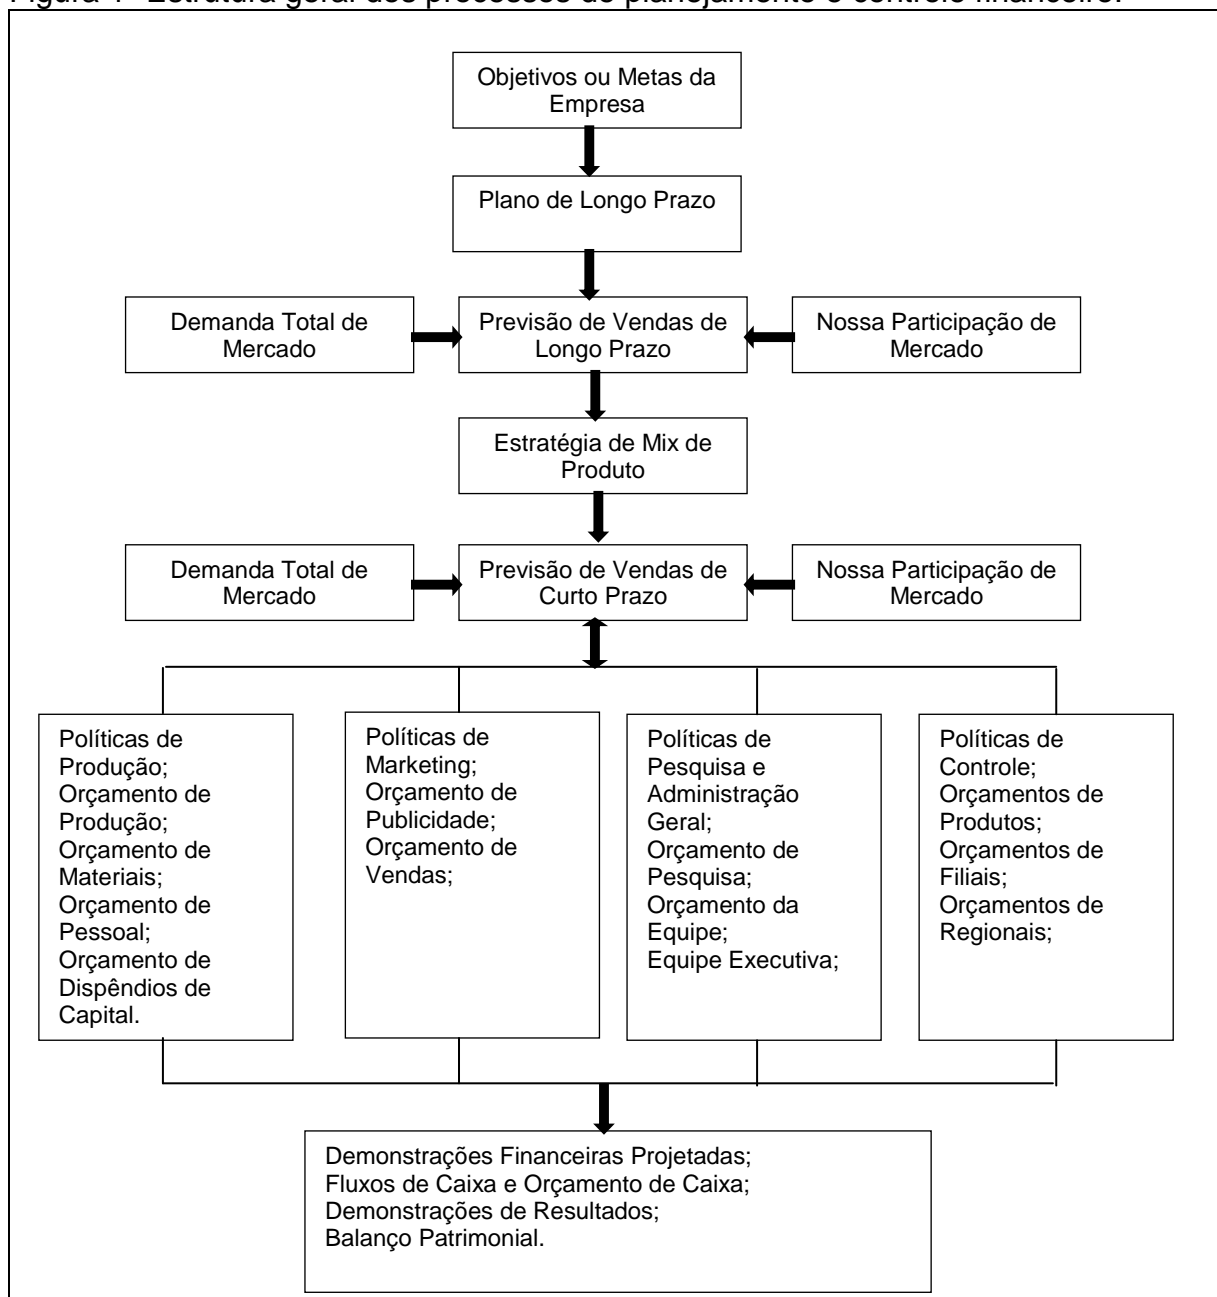 Figura 1- Estrutura geral dos processos de planejamento e controle financeiro.
Objetivos ou Metas da
Empresa
Plano de Longo Prazo
Demanda Total de
Mercado
Previsão de Vendas de
Longo Prazo
Nossa Participação de
Mercado
Estratégia de Mix de
Produto
Demanda Total de
Mercado
Previsão de Vendas de
Curto Prazo
Nossa Participação de
Mercado
Políticas de
Produção;
Orçamento de
Produção;
Orçamento de
Materiais;
Orçamento de
Pessoal;
Orçamento de
Dispêndios de
Capital.
Políticas de
Marketing;
Orçamento de
Publicidade;
Orçamento de
Vendas;
Políticas de
Pesquisa e
Administração
Geral;
Orçamento de
Pesquisa;
Orçamento da
Equipe;
Equipe Executiva;
Políticas de
Controle;
Orçamentos de
Produtos;
Orçamentos de
Filiais;
Orçamentos de
Regionais;
Demonstrações Financeiras Projetadas;
Fluxos de Caixa e Orçamento de Caixa;
Demonstrações de Resultados;
Balanço Patrimonial.